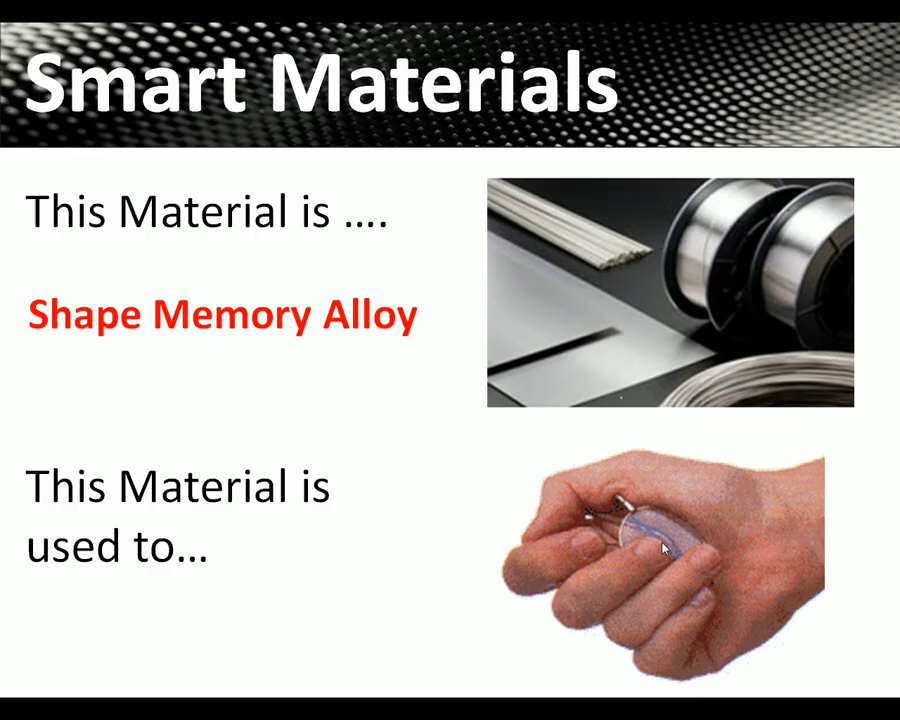 Smart Materials
This Material is ….
Shape Memory Alloy
This Material is
used to…